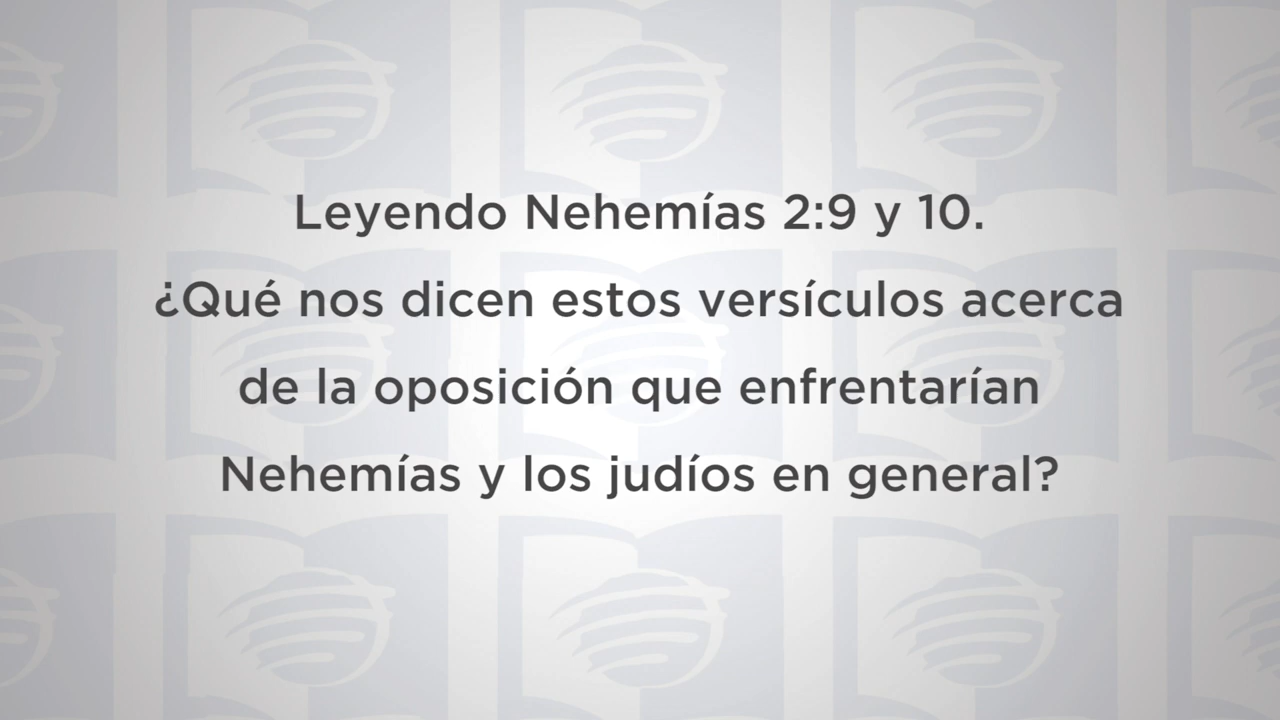 Leyendo Nehemías 2:9 y 10.
¿Qué nos dicen estos versículos acerca
de la oposición que enfrentarían
Nehemías y los judíos en general?